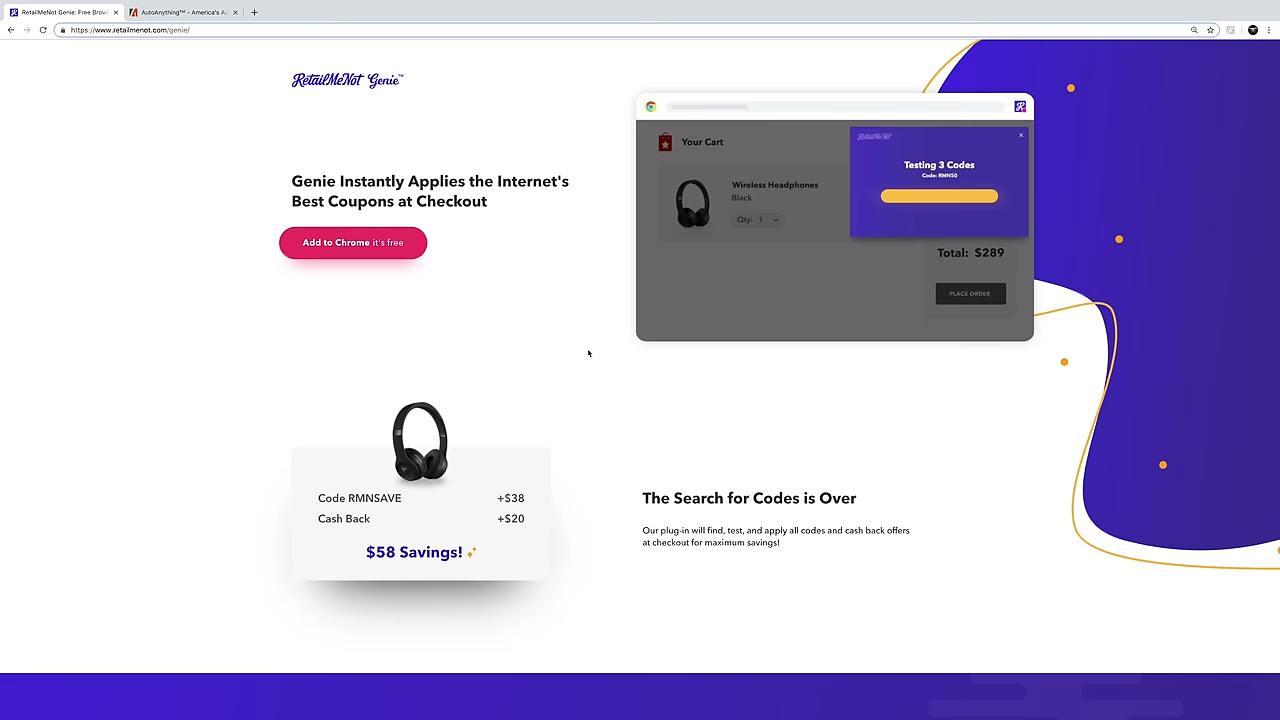 RetailMeNot Genie: Free Brow
AutoAnything™ - America's A
https://www.retailmenot.com/genie/
RetailMeNot Genie™
Genie Instantly Applies the Internet's
Best Coupons at Checkout
Add to Chrome it's free
Your Cart
Wireless Headphones
Black
Qty: 1
RetailMeNot
Testing 3 Codes
Code: RMN50
Total: $289
PLACE ORDER
Code RMNSAVE +$38
Cash Back +$20
$58 Savings!
The Search for Codes is Over
Our plug-in will find, test, and apply all codes and cash back offers
at checkout for maximum savings!